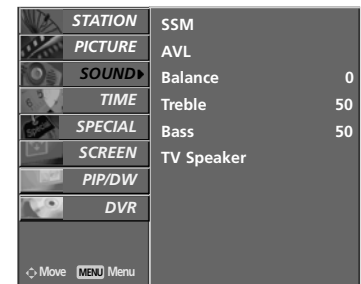 STATION
PICTURE
SOUND
TIME
SPECIAL
SCREEN
PIP/DW
DVR
Move MENU Menu
SSM
AVL
Balance 0
Treble 50
Bass 50
TV Speaker